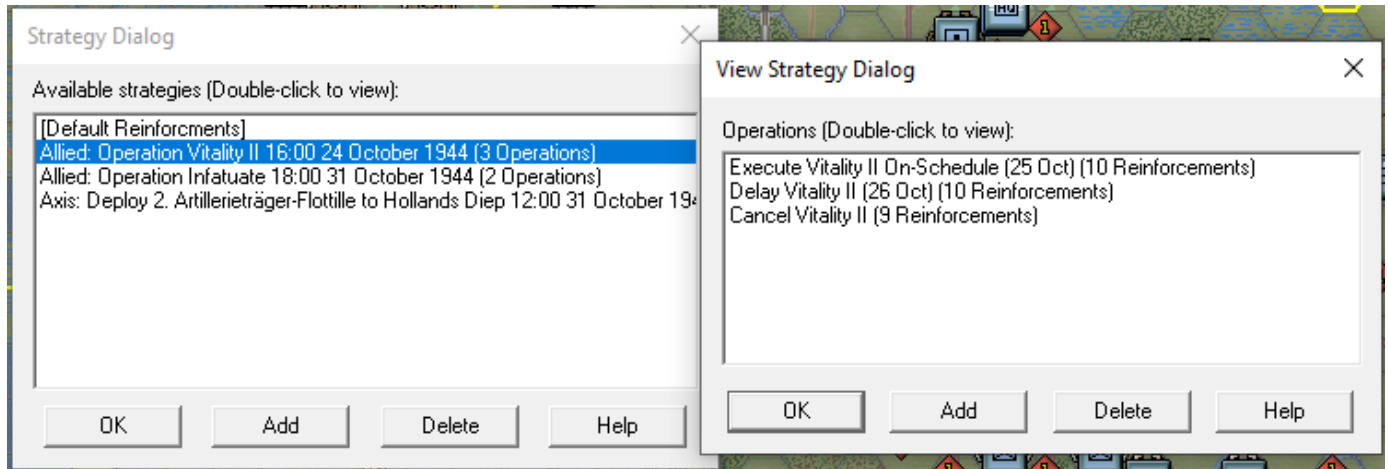 Strategy Dialog
Available strategies (Double-click to view):
[Default Reinforcments]
Allied: Operation Vitality II 16:00 24 October 1944 (3 Operations)
Allied: Operation Infatuate 18:00 31 October 1944 (2 Operations)
Axis: Deploy 2. Artillerieträger-Flottille to Hollands Diep 12:00 31 October 194
OK Add Delete Help
View Strategy Dialog
Operations (Double-click to view):
Execute Vitality II On-Schedule (25 Oct) (10 Reinforcements)
Delay Vitality II (26 Oct) (10 Reinforcements)
Cancel Vitality II (9 Reinforcements)
OK Add Delete Help
HQ
1